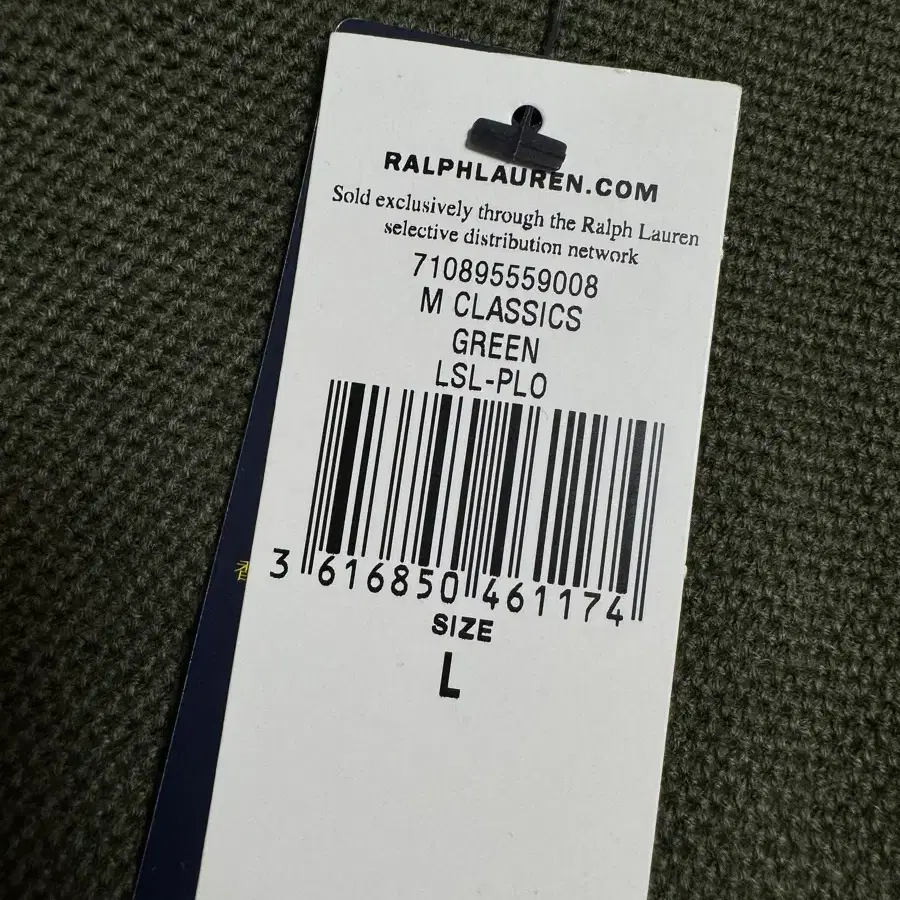 RALPHLAUREN.COM
Sold exclusively through the Ralph Lauren
selective distribution network
710895559008
M CLASSICS
GREEN
LSL-PLO
3 616850 461174
SIZE
L